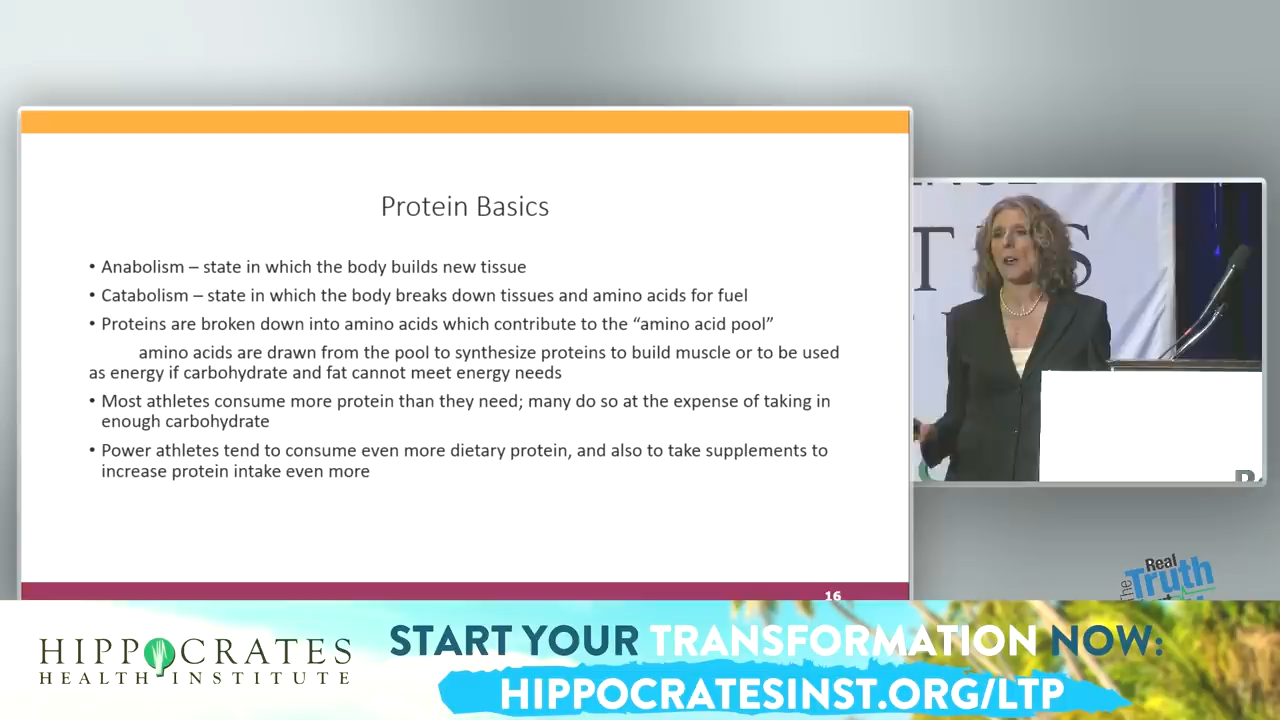 Protein Basics
• Anabolism – state in which the body builds new tissue
• Catabolism – state in which the body breaks down tissues and amino acids for fuel
• Proteins are broken down into amino acids which contribute to the “amino acid pool”
amino acids are drawn from the pool to synthesize proteins to build muscle or to be used
as energy if carbohydrate and fat cannot meet energy needs
• Most athletes consume more protein than they need; many do so at the expense of taking in
enough carbohydrate
• Power athletes tend to consume even more dietary protein, and also to take supplements to
increase protein intake even more
16
The Real
Truth
HIPPOCRATES
HEALTH INSTITUTE
START YOUR TRANSFORMATION NOW:
HIPPOCRATESINST.ORG/LTP